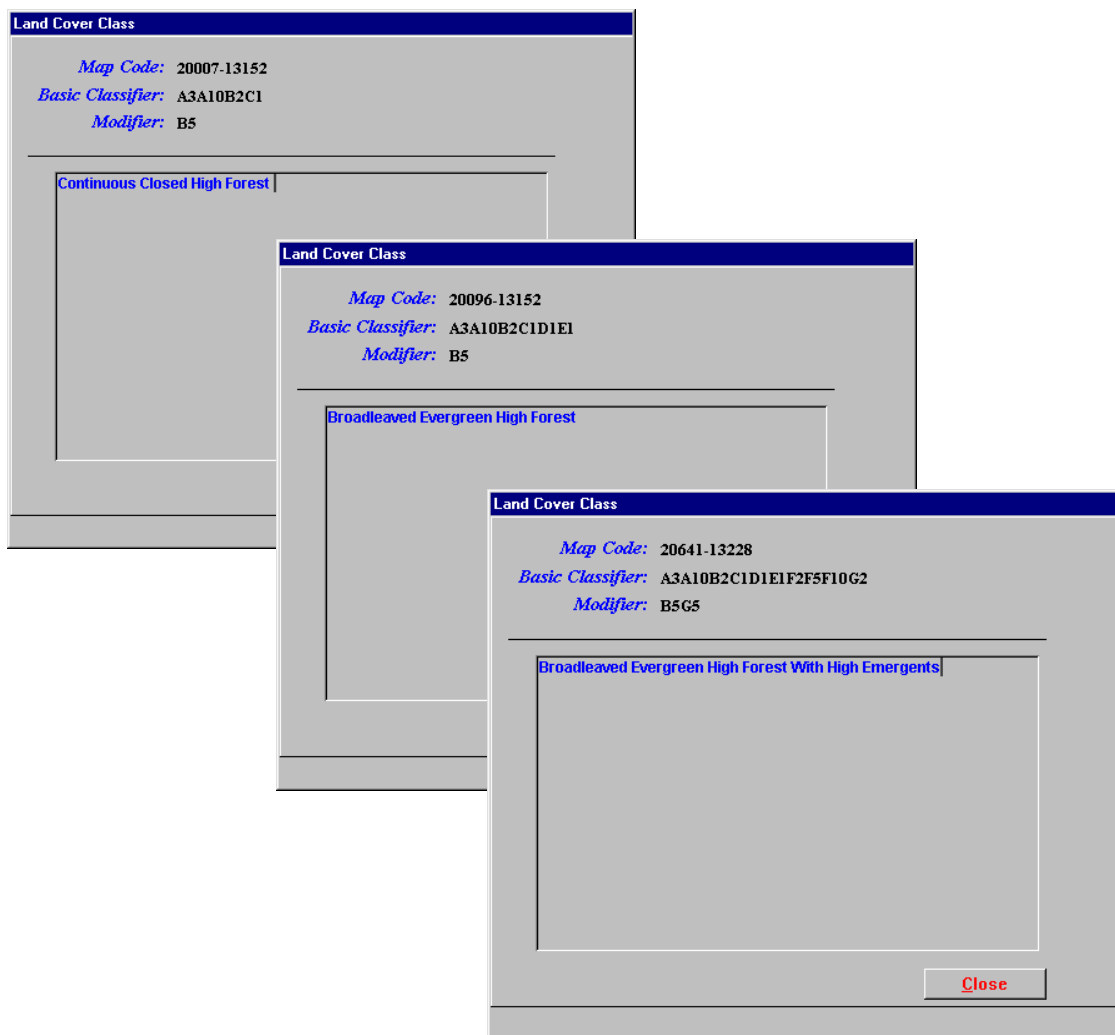 Land Cover Class
Map Code: 20007-13152
Basic Classifier: A3A10B2C1
Modifier: B5
Continuous Closed High Forest
Land Cover Class
Map Code: 20096-13152
Basic Classifier: A3A10B2C1D1E1
Modifier: B5
Broadleaved Evergreen High Forest
Land Cover Class
Map Code: 20641-13228
Basic Classifier: A3A10B2C1D1E1F2F5F10G2
Modifier: B5G5
Broadleaved Evergreen High Forest With High Emergents
Close